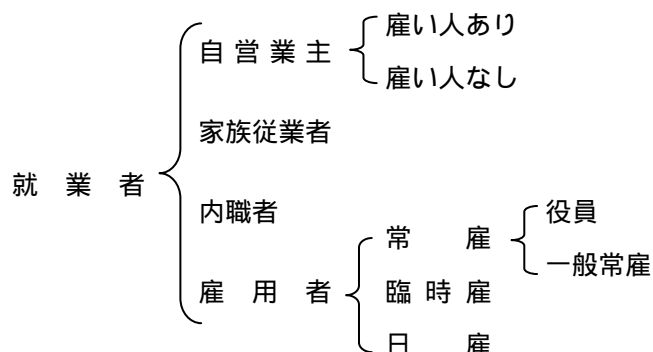 雇い人あり
自営業主
雇い人なし
家族従業者
就業者
内職者
役員
常雇
一般常雇
雇用者
臨時雇
日雇